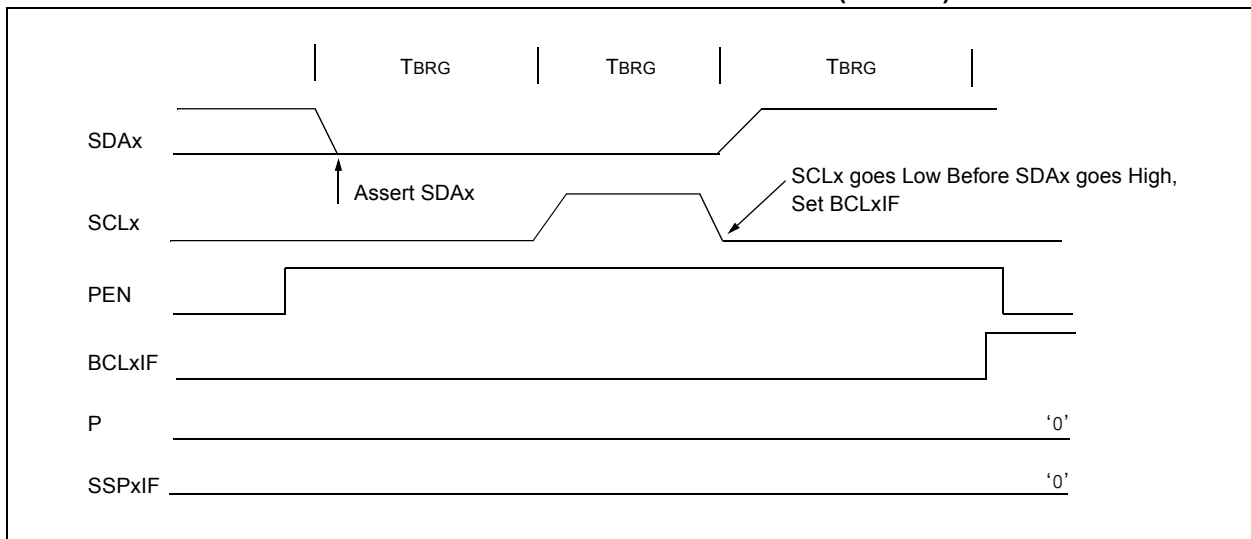 TBRG TBRG TBRG
SDAx
Assert SDAx
SCLx goes Low Before SDAx goes High,
Set BCLxIF
SCLx
PEN
BCLxIF
P '0'
SSPxIF '0'